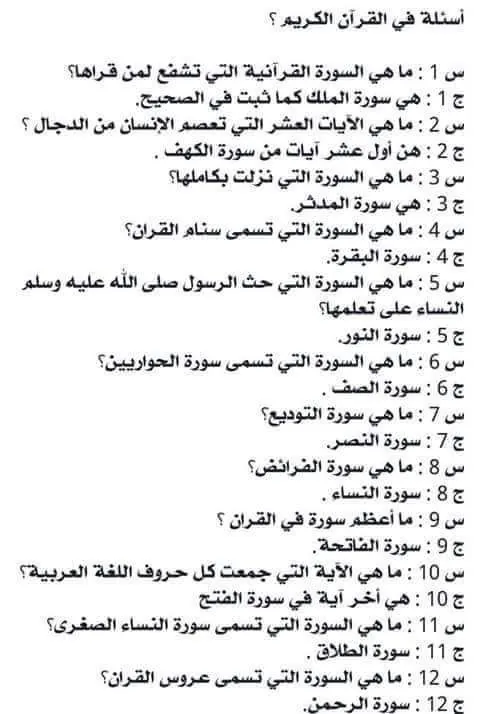 أسئلة في القرآن الكريم ؟
س 1 : ما هي السورة القرآنية التي تشفع لمن قراها؟
ج 1 : هي سورة الملك كما ثبت في الصحيح.
س 2 : ما هي الآيات العشر التي تعصم الإنسان من الدجال ؟
ج 2 : هن أول عشر آيات من سورة الكهف .
س 3 : ما هي السورة التي نزلت بكاملها؟
ج 3 : هي سورة المدثر.
س 4 : ما هي السورة التي تسمى سنام القران؟
ج 4 : سورة البقرة.
س 5 : ما هي السورة التي حث الرسول صلى الله عليه وسلم
النساء على تعلمها؟
ج 5 : سورة النور.
س 6 : ما هي السورة التي تسمى سورة الحواريين؟
ج 6 : سورة الصف .
س 7 : ما هي سورة التوديع؟
ج 7 : سورة النصر.
س 8 : ما هي سورة الفرائض؟
ج 8 : سورة النساء .
س 9 : ما أعظم سورة في القران ؟
ج 9 : سورة الفاتحة.
س 10 : ما هي الآية التي جمعت كل حروف اللغة العربية؟
ج 10 : هي أخر آية في سورة الفتح
س 11 : ما هي السورة التي تسمى سورة النساء الصغرى؟
ج 11 : سورة الطلاق .
س 12 : ما هي السورة التي تسمى عروس القران؟
ج 12 : سورة الرحمن.